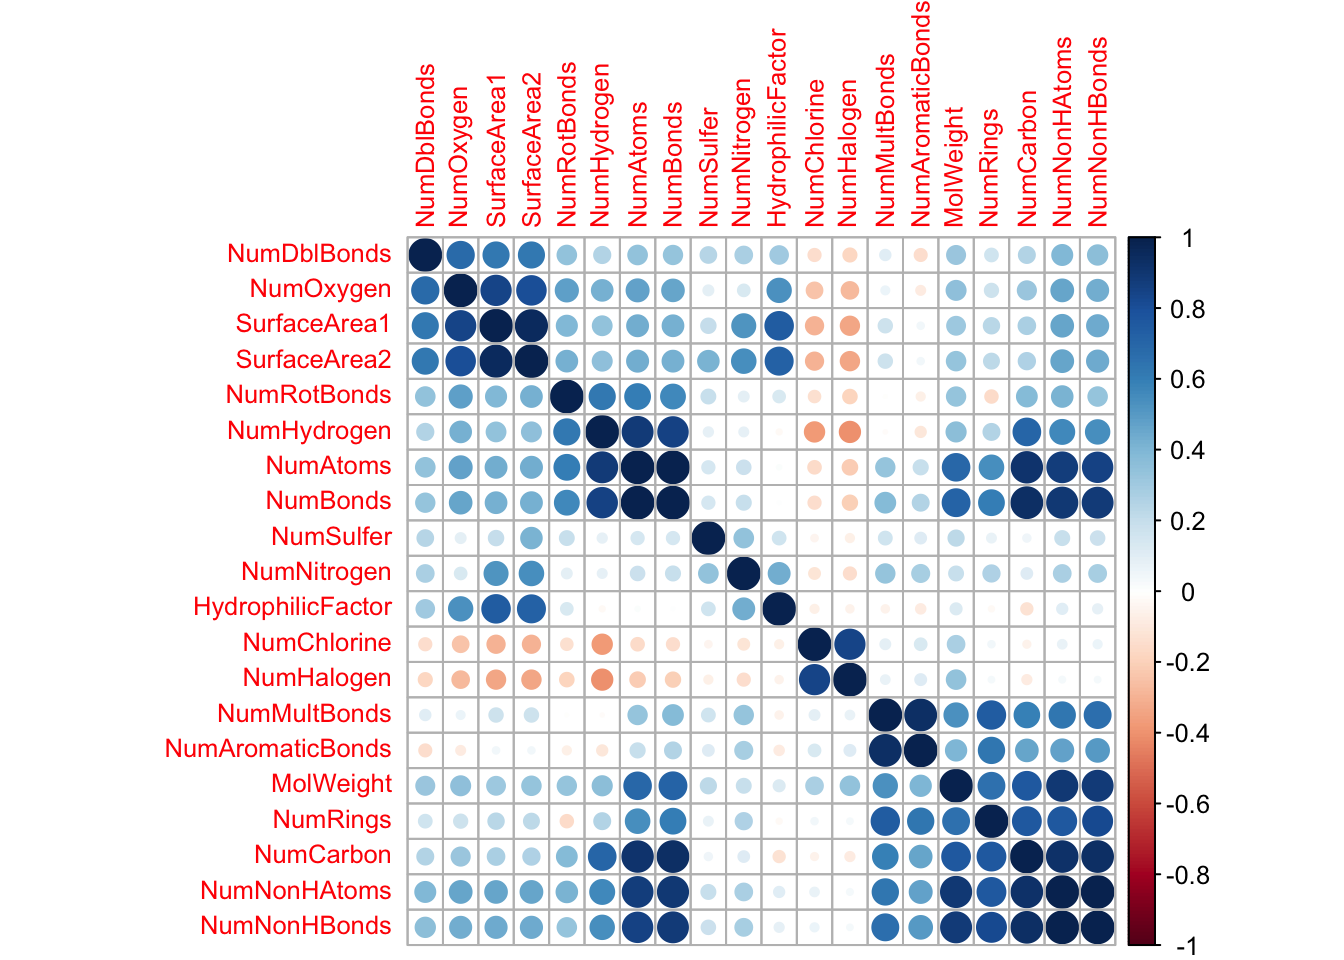 NumDblBonds
NumOxygen
SurfaceArea1
SurfaceArea2
NumRotBonds
NumHydrogen
NumAtoms
NumBonds
NumSulfer
NumNitrogen
HydrophilicFactor
NumChlorine
NumHalogen
NumMultBonds
NumAromaticBonds
MolWeight
NumRings
NumCarbon
NumNonHAtoms
NumNonHBonds
NumDblBonds
NumOxygen
SurfaceArea1
SurfaceArea2
NumRotBonds
NumHydrogen
NumAtoms
NumBonds
NumSulfer
NumNitrogen
HydrophilicFactor
NumChlorine
NumHalogen
NumMultBonds
NumAromaticBonds
MolWeight
NumRings
NumCarbon
NumNonHAtoms
NumNonHBonds
1
0.8
0.6
0.4
0.2
0
-0.2
-0.4
-0.6
-0.8
-1